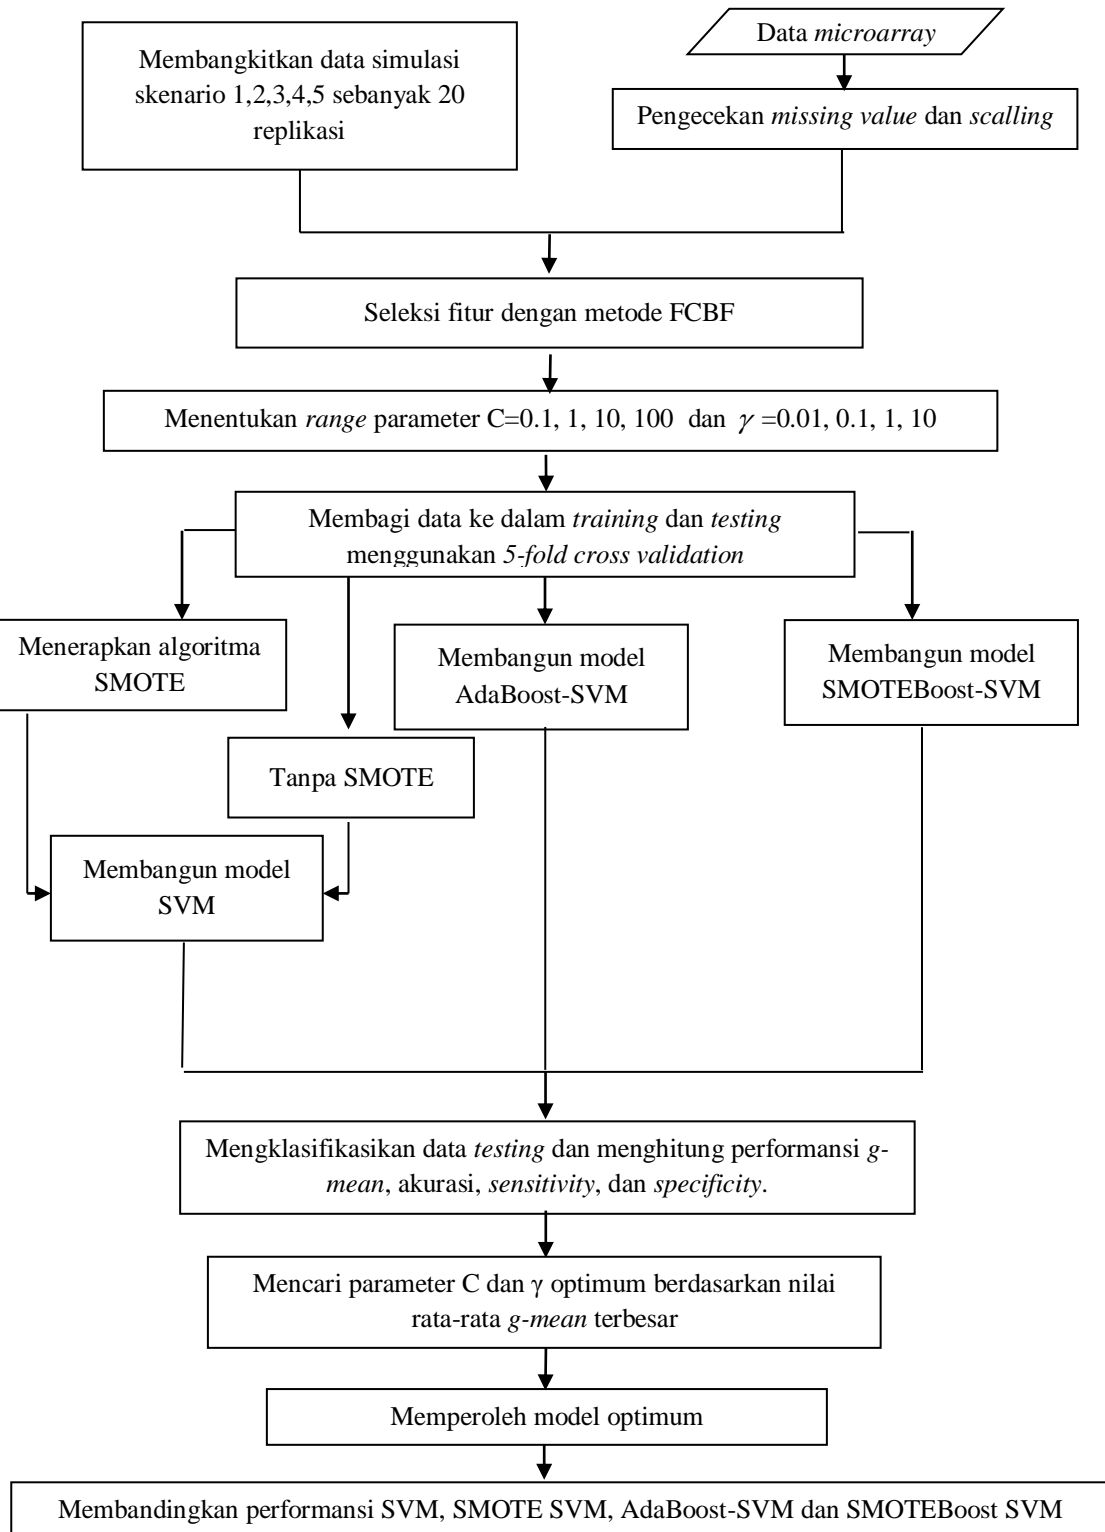 Membangkitkan data simulasi
skenario 1,2,3,4,5 sebanyak 20
replikasi
Data microarray
Pengecekan missing value dan scalling
Seleksi fitur dengan metode FCBF
Menentukan range parameter C=0.1, 1, 10, 100 dan γ =0.01, 0.1, 1, 10
Membagi data ke dalam training dan testing
menggunakan 5-fold cross validation
Menerapkan algoritma
SMOTE
Membangun model
AdaBoost-SVM
Membangun model
SMOTEBoost-SVM
Tanpa SMOTE
Membangun model
SVM
Mengklasifikasikan data testing dan menghitung performansi g-
mean, akurasi, sensitivity, dan specificity.
Mencari parameter C dan γ optimum berdasarkan nilai
rata-rata g-mean terbesar
Memperoleh model optimum
Membandingkan performansi SVM, SMOTE SVM, AdaBoost-SVM dan SMOTEBoost SVM